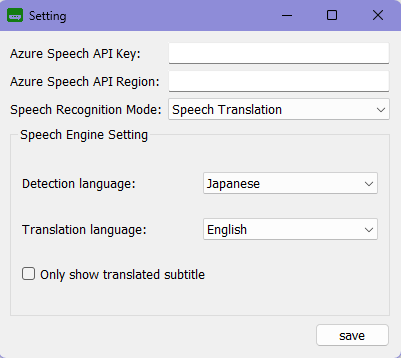 Setting
Azure Speech API Key:
Azure Speech API Region:
Speech Recognition Mode: Speech Translation
Speech Engine Setting
Detection language: Japanese
Translation language: English
Only show translated subtitle
save